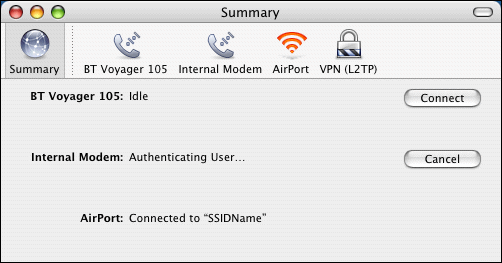 Summary
Summary BT Voyager 105 Internal Modem AirPort VPN (L2TP)
BT Voyager 105: Idle Connect
Internal Modem: Authenticating User... Cancel
AirPort: Connected to “SSIDName”